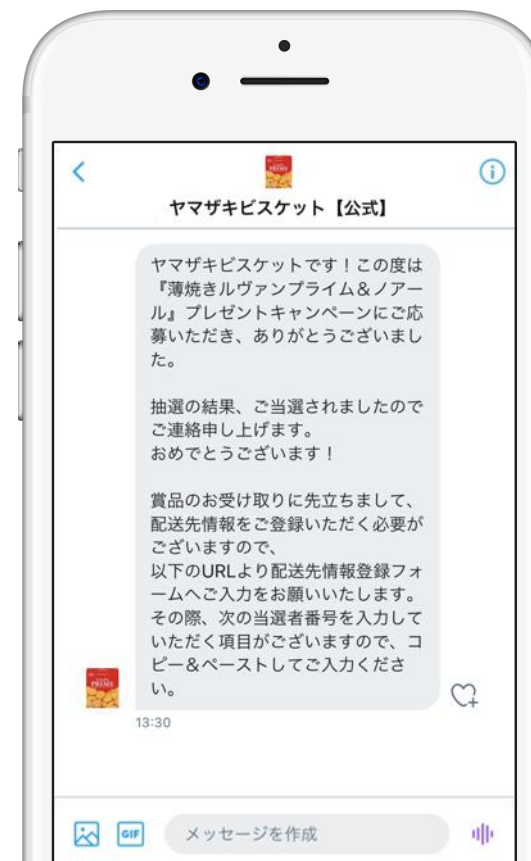 ヤマザキビスケット【公式】
ヤマザキビスケットです!この度は
『薄焼きルヴァンプライム&ノアー
ル』プレゼントキャンペーンにご応
募いただき、ありがとうございまし
た。
抽選の結果、ご当選されましたので
ご連絡申し上げます。
おめでとうございます!
賞品のお受け取りに先立ちまして、
配送先情報をご登録いただく必要が
ございますので、
以下のURLより配送先情報登録フォ
ームへご入力をお願いいたします。
その際、次の当選者番号を入力して
いただく項目がございますので、コ
ピー&ペーストしてご入力くださ
い。
13:30
GIF
メッセージを作成